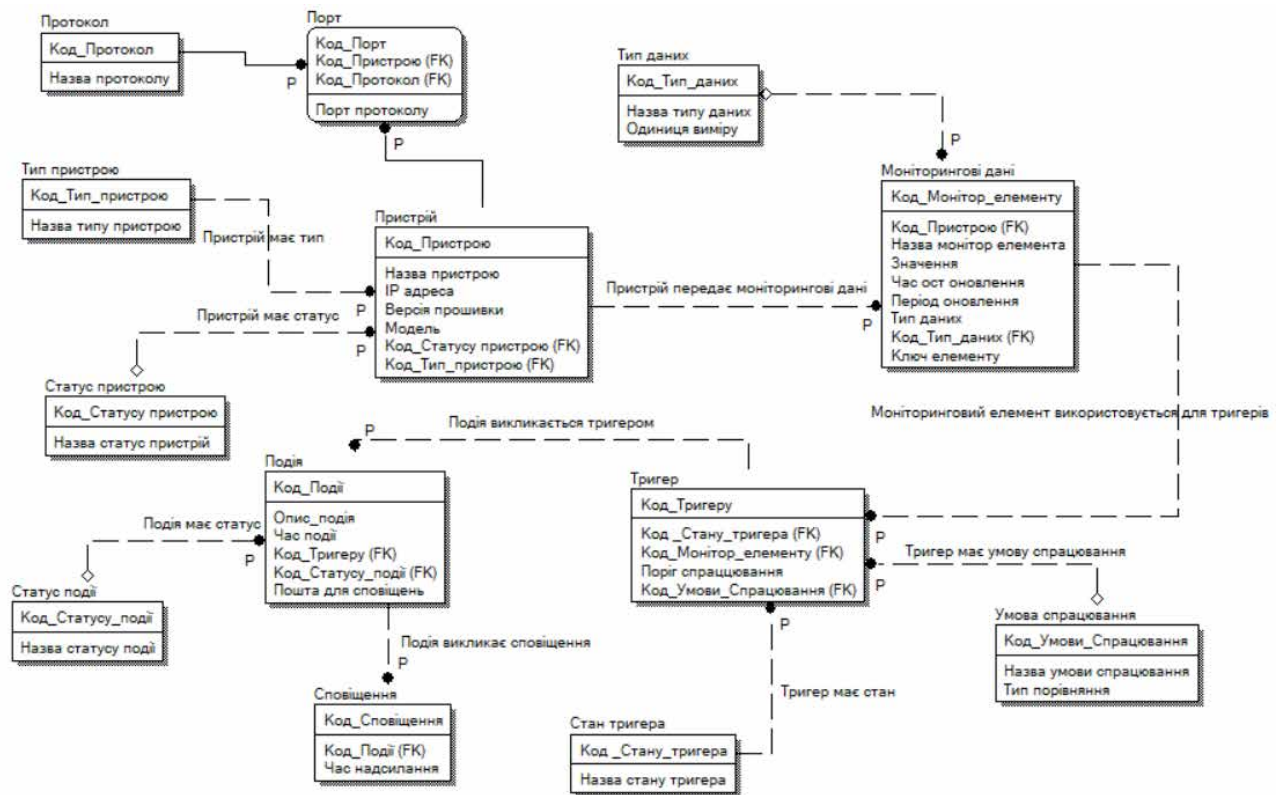 Протокол
Код_Протокол
Назва протоколу
P
Порт
Код_Порт
Код_Пристрою (FK)
Код_Протокол (FK)
Порт протоколу
P
Тип даних
Код_Тип_даних
Назва типу даних
Одиниця виміру
P
Тип пристрою
Код_Тип_пристрою
Назва типу пристрою
Пристрій має тип
P
Пристрій
Код_Пристрою
Назва пристрою
IP адреса
Версія прошивки
Модель
Код_Статусу пристрою (FK)
Код_Тип_пристрою (FK)
Пристрій передає моніторингові дані
P
Моніторингові дані
Код_Монітор_елементу
Код_Пристрою (FK)
Назва монітор елемента
Значення
Час ост оновлення
Період оновлення
Тип даних
Код_Тип_даних (FK)
Ключ елементу
Пристрій має статус
P
Статус пристрою
Код_Статусу пристрою
Назва статус пристрій
Моніторинговий елемент використовується для тригерів
P
Подія викликається тригером
P
Подія
Код_Події
Опис_подія
Час події
Код_Тригеру (FK)
Код_Статусу_події (FK)
Пошта для сповіщень
Подія має статус
P
Статус події
Код_Статусу_події
Назва статусу події
Тригер
Код_Тригеру
Код _Стану_тригера (FK)
Код_Монітор_елементу (FK)
Поріг спраццювання
Код_Умови_Спрацювання (FK)
Тригер має умову спрацювання
P
Умова спрацювання
Код_Умови_Спрацювання
Назва умови спрацювання
Тип порівняння
Подія викликає сповіщення
P
Сповіщення
Код_Сповіщення
Код_Події (FK)
Час надсилання
P
Тригер має стан
Стан тригера
Код _Стану_тригера
Назва стану тригера